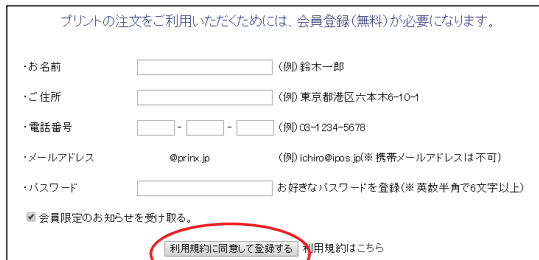 プリントの注文をご利用いただくためには、会員登録(無料)が必要になります。
・お名前 (例) 鈴木一郎
・ご住所 (例) 東京都港区六本木6-10-1
・電話番号 - - (例) 03-1234-5678
・メールアドレス @prinx.jp (例) ichiro@ipos.jp(※携帯メールアドレスは不可)
・パスワード お好きなパスワードを登録(※英数半角で6文字以上)
会員限定のお知らせを受け取る。
利用規約に同意して登録する 利用規約はこちら